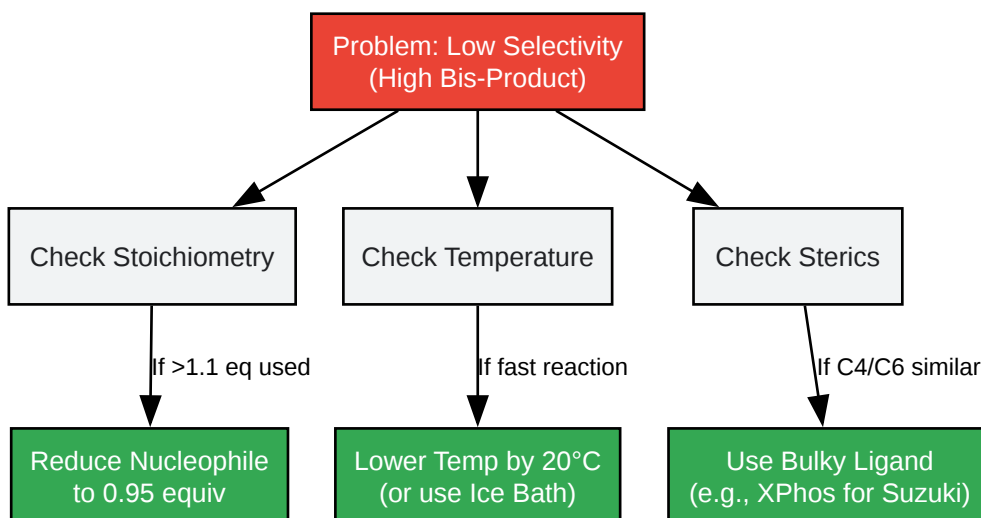 Problem: Low Selectivity
(High Bis-Product)
Check Stoichiometry
Check Temperature
Check Sterics
If >1.1 eq used
If fast reaction
If C4/C6 similar
Reduce Nucleophile
to 0.95 equiv
Lower Temp by 20°C
(or use Ice Bath)
Use Bulky Ligand
(e.g., XPhos for Suzuki)